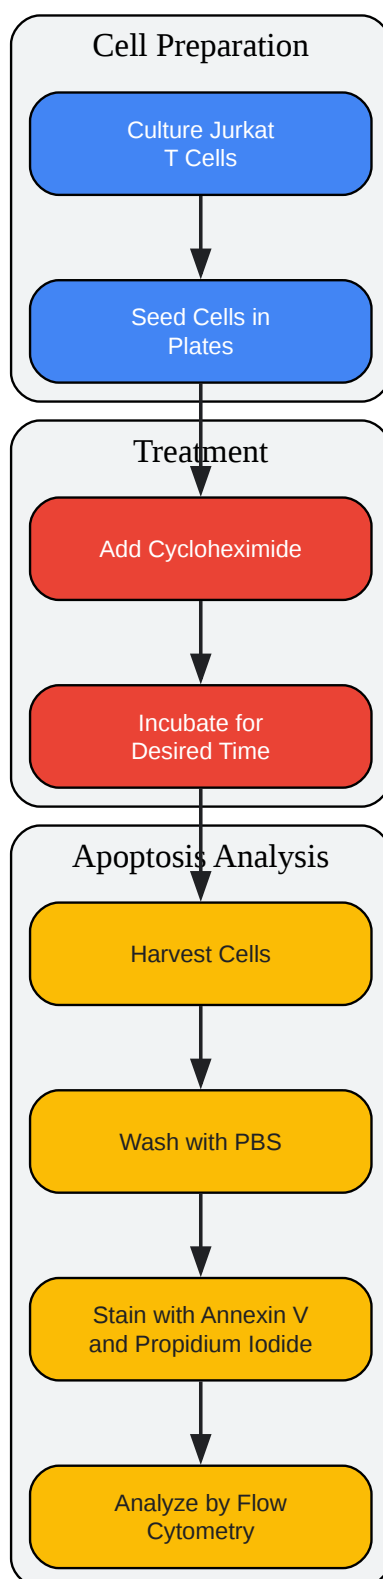 Cell Preparation
Culture Jurkat
T Cells
Seed Cells in
Plates
Treatment
Add Cycloheximide
Incubate for
Desired Time
Apoptosis Analysis
Harvest Cells
Wash with PBS
Stain with Annexin V
and Propidium Iodide
Analyze by Flow
Cytometry